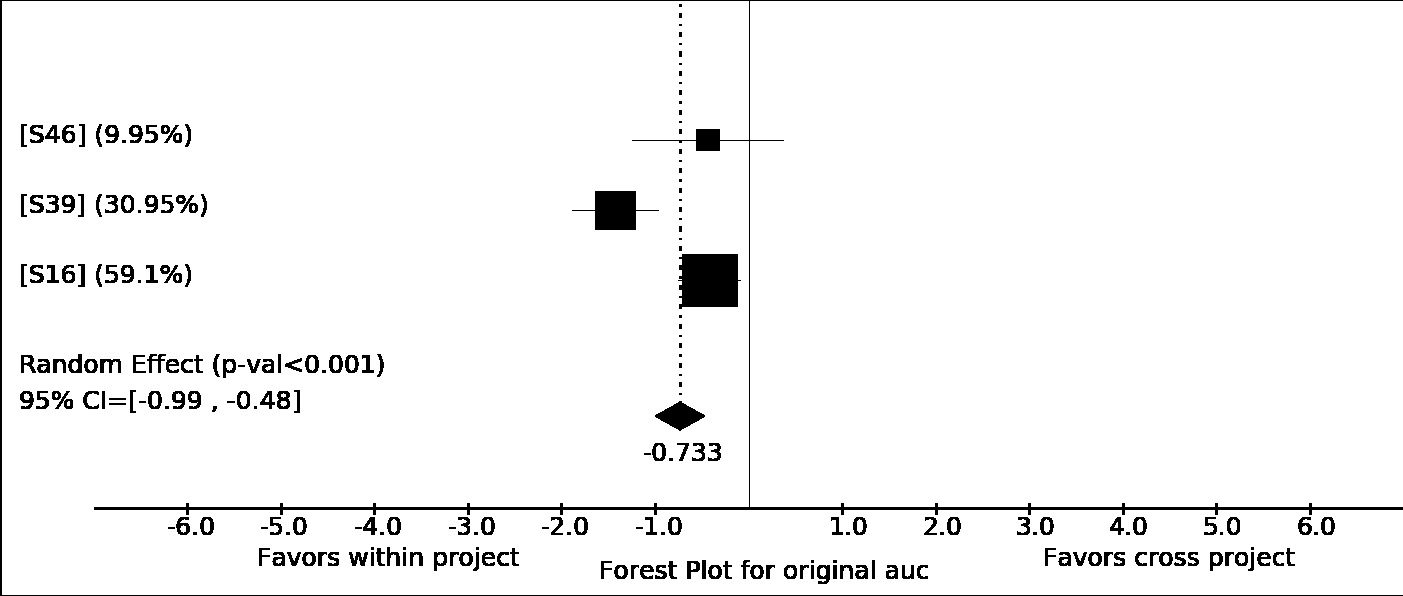 [S46] (9.95%)
[S39] (30.95%)
[S16] (59.1%)
Random Effect (p-val<0.001)
95% CI=[-0.99 , -0.48]
-0.733
-6.0 -5.0 -4.0 -3.0 -2.0 -1.0 1.0 2.0 3.0 4.0 5.0 6.0
Favors within project Favors cross project
Forest Plot for original auc